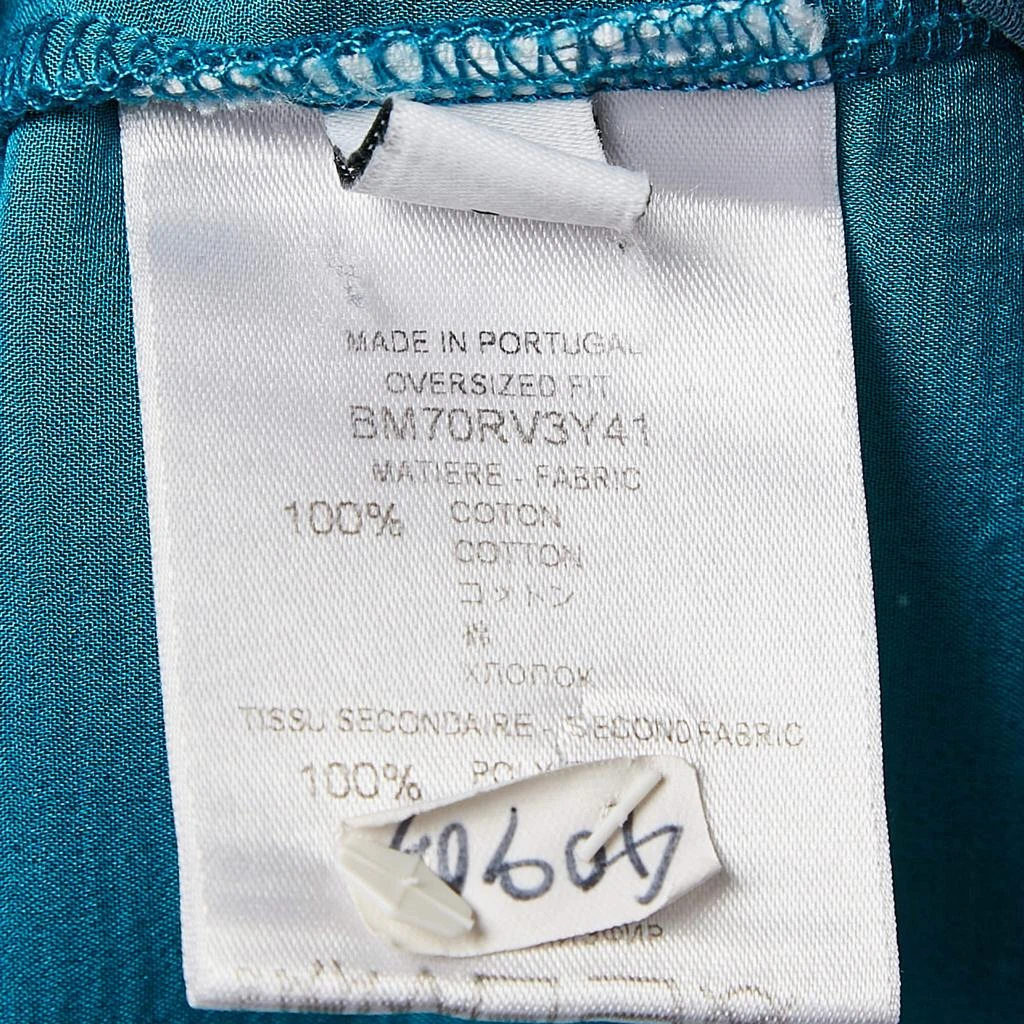 MADE IN PORTUGAL
OVERSIZED FIT
BM70RV3Y41
MATIERE - FABRIC
100% COTON
COTTON
コットン
棉
ХЛОПОК
TISSU SECONDAIRE - SECOND FABRIC
100%